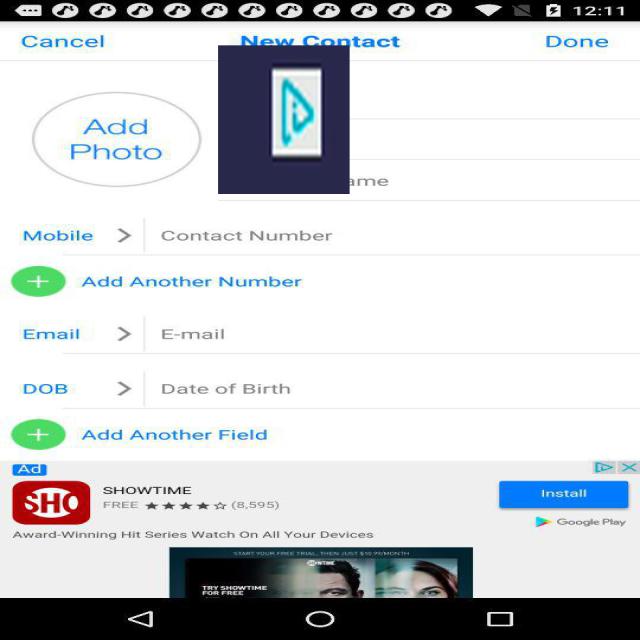 12:11
Cancel New Contact Done
Add
Photo
ame
Mobile Contact Number
Add Another Number
Email E-mail
DOB Date of Birth
Add Another Field
Ad
SHO SHOWTIME Install
FREE (8,595)
Google Play
Award-Winning Hit Series Watch On All Your Devices
START YOUR FREE TRIAL, THEN JUST $10.99/MONTH
SHOWTIME
TRY SHOWTIME
FOR FREE